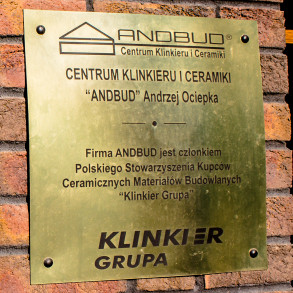 ANDBUD®
Centrum Klinkieru i Ceramiki
CENTRUM KLINKIERU I CERAMIKI
“ANDBUD” Andrzej Ociepka
Firma ANDBUD jest członkiem
Polskiego Stowarzyszenia Kupców
Ceramicznych Materiałów Budowlanych
“Klinkier Grupa”
KLINKIER
GRUPA